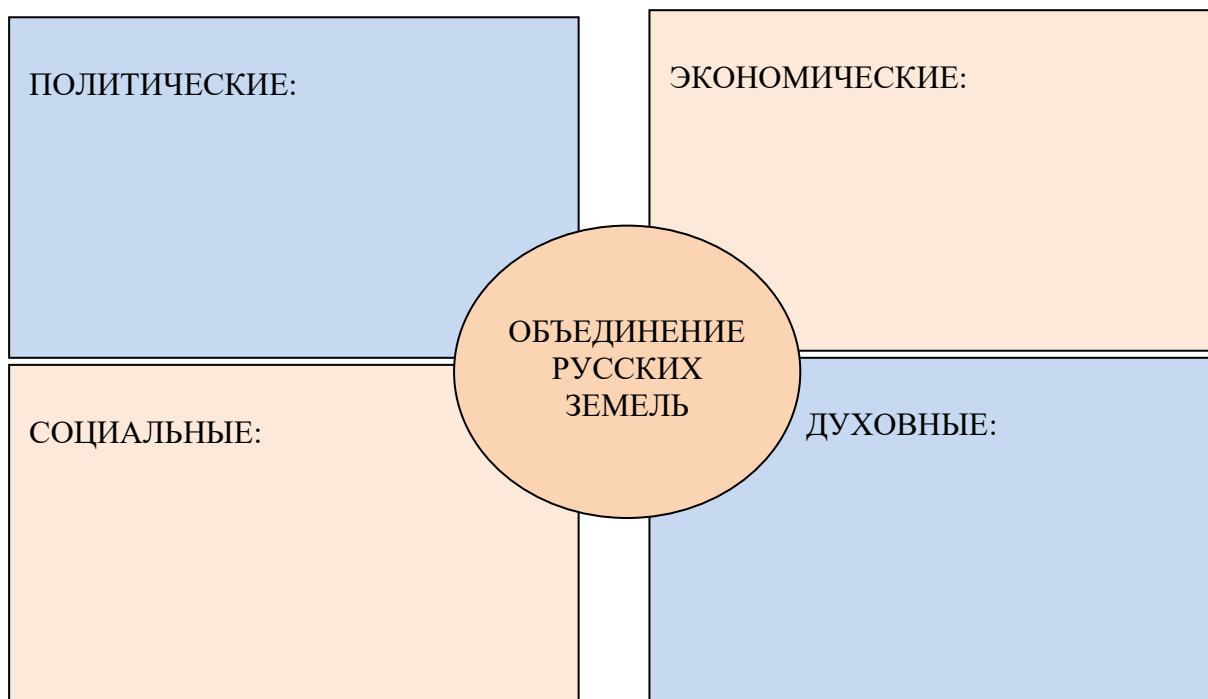 ПОЛИТИЧЕСКИЕ:
ЭКОНОМИЧЕСКИЕ:
ОБЪЕДИНЕНИЕ
РУССКИХ
ЗЕМЕЛЬ
СОЦИАЛЬНЫЕ:
ДУХОВНЫЕ: